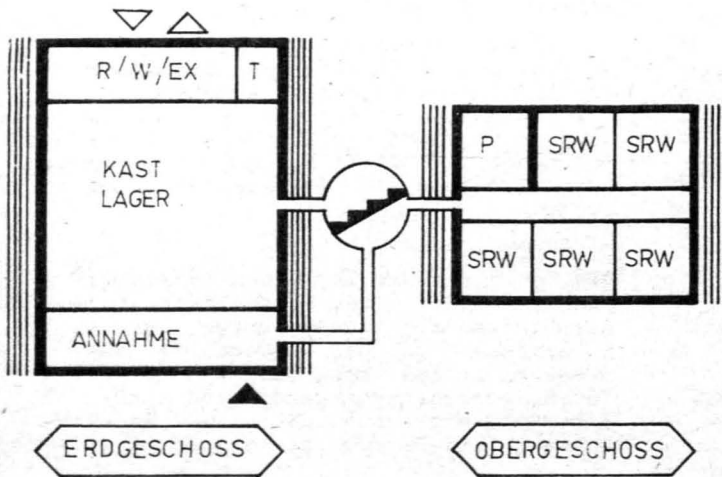 R/W/EX T
KAST
LAGER
ANNAHME
P SRW SRW
SRW SRW SRW
ERDGESCHOSS
OBERGESCHOSS